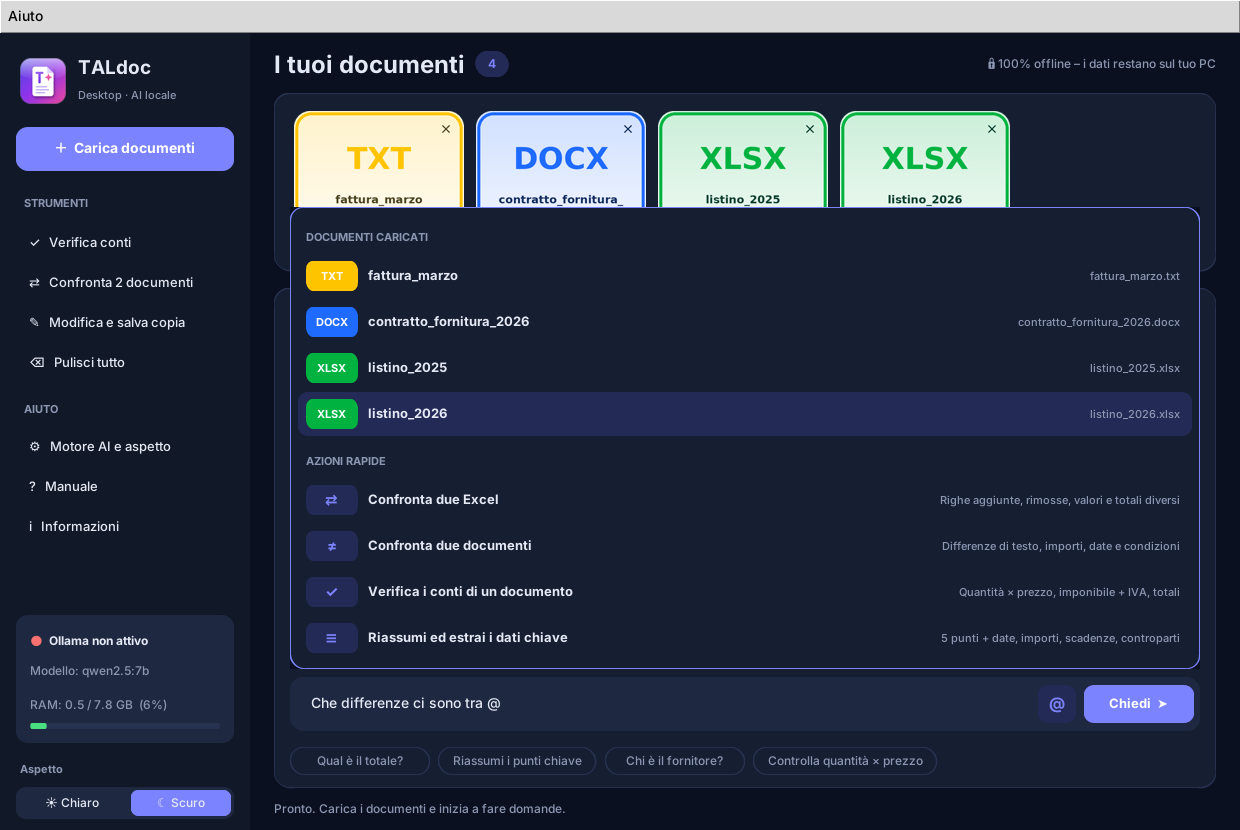 Aiuto
TALdoc
Desktop · AI locale
+ Carica documenti
STRUMENTI
✓ Verifica conti
⇄ Confronta 2 documenti
✎ Modifica e salva copia
⌫ Pulisci tutto
AIUTO
⚙ Motore AI e aspetto
? Manuale
i Informazioni
Ollama non attivo
Modello: qwen2.5:7b
RAM: 0.5 / 7.8 GB (6%)
Aspetto
☀ Chiaro
☾ Scuro
I tuoi documenti 4
100% offline – i dati restano sul tuo PC
TXT
fattura_marzo
DOCX
contratto_fornitura_
XLSX
listino_2025
XLSX
listino_2026
DOCUMENTI CARICATI
TXT fattura_marzo fattura_marzo.txt
DOCX contratto_fornitura_2026 contratto_fornitura_2026.docx
XLSX listino_2025 listino_2025.xlsx
XLSX listino_2026 listino_2026.xlsx
AZIONI RAPIDE
⇄ Confronta due Excel Righe aggiunte, rimosse, valori e totali diversi
≠ Confronta due documenti Differenze di testo, importi, date e condizioni
✓ Verifica i conti di un documento Quantità × prezzo, imponibile + IVA, totali
≡ Riassumi ed estrai i dati chiave 5 punti + date, importi, scadenze, controparti
Che differenze ci sono tra @
@
Chiedi ➤
Qual è il totale?
Riassumi i punti chiave
Chi è il fornitore?
Controlla quantità × prezzo
Pronto. Carica i documenti e inizia a fare domande.